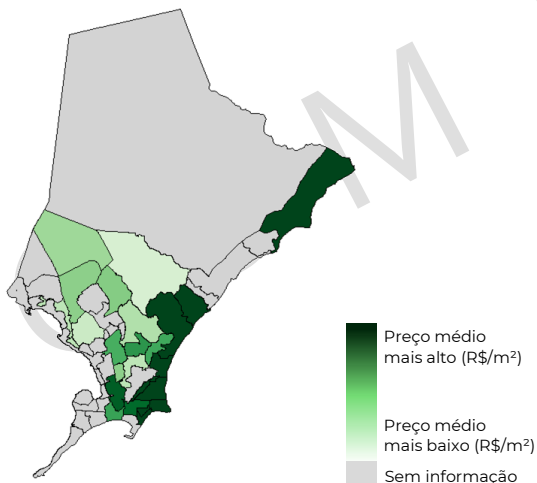 Preço médio
mais alto (R$/m²)
Preço médio
mais baixo (R$/m²)
Sem informação